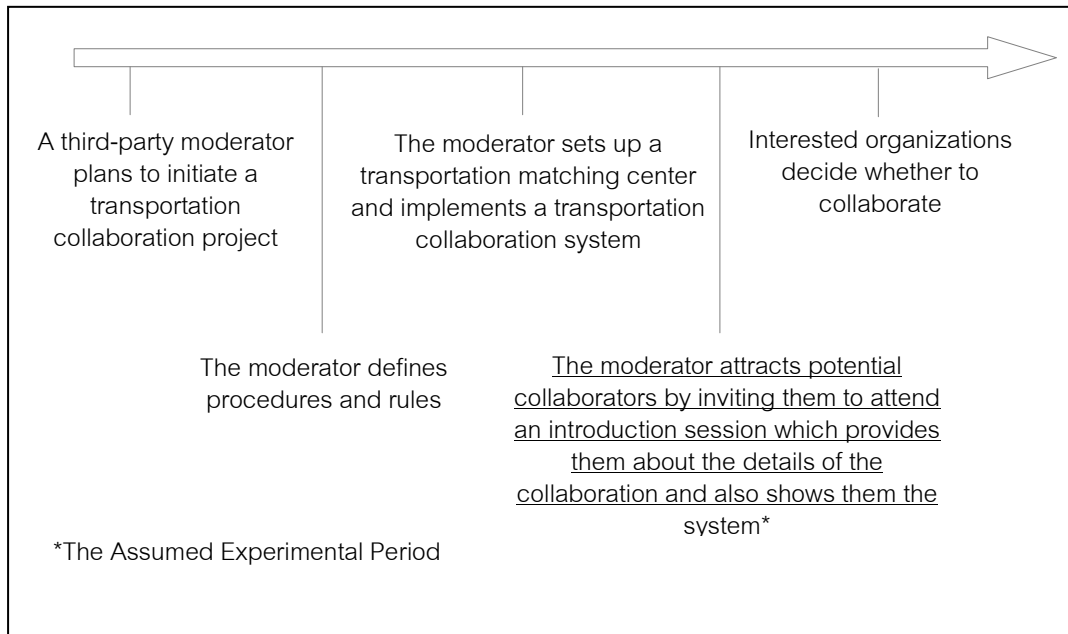 A third-party moderator
plans to initiate a
transportation
collaboration project
The moderator defines
procedures and rules
The moderator sets up a
transportation matching center
and implements a transportation
collaboration system
The moderator attracts potential
collaborators by inviting them to attend
an introduction session which provides
them about the details of the
collaboration and also shows them the
system*
Interested organizations
decide whether to
collaborate
*The Assumed Experimental Period